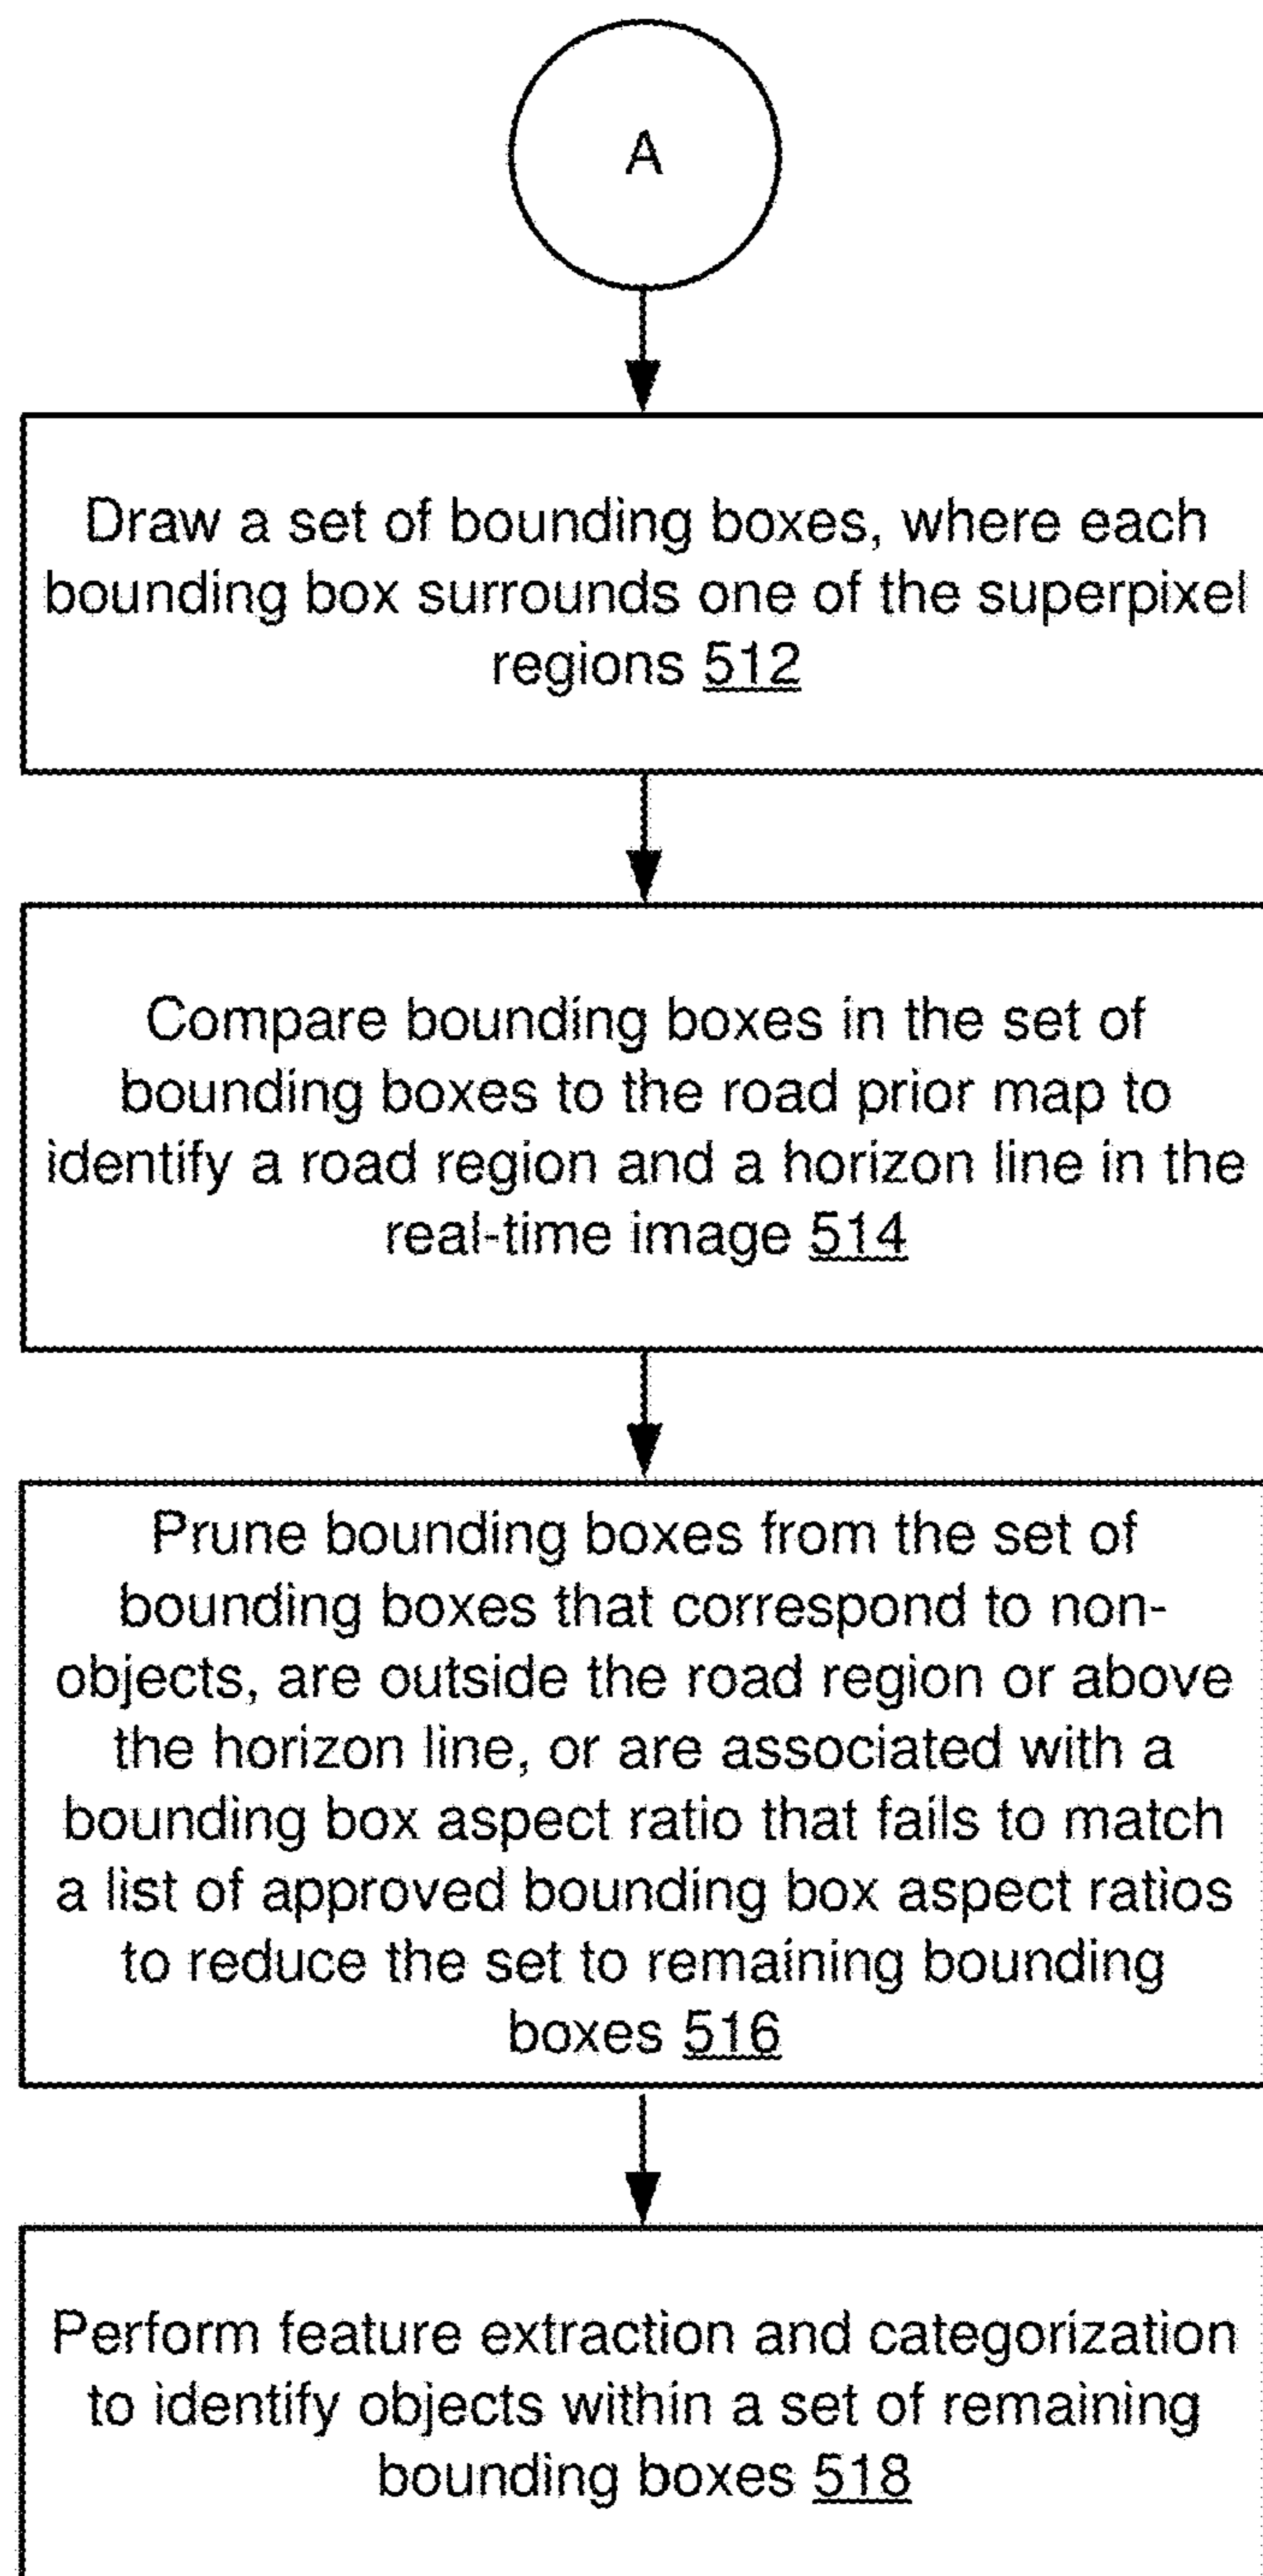 A
Draw a set of bounding boxes, where each
bounding box surrounds one of the superpixel
regions 512
Compare bounding boxes in the set of
bounding boxes to the road prior map to
identify a road region and a horizon line in the
real-time image 514
Prune bounding boxes from the set of
bounding boxes that correspond to non-
objects, are outside the road region or above
the horizon line, or are associated with a
bounding box aspect ratio that fails to match
a list of approved bounding box aspect ratios
to reduce the set to remaining bounding
boxes 516
Perform feature extraction and categorization
to identify objects within a set of remaining
bounding boxes 518